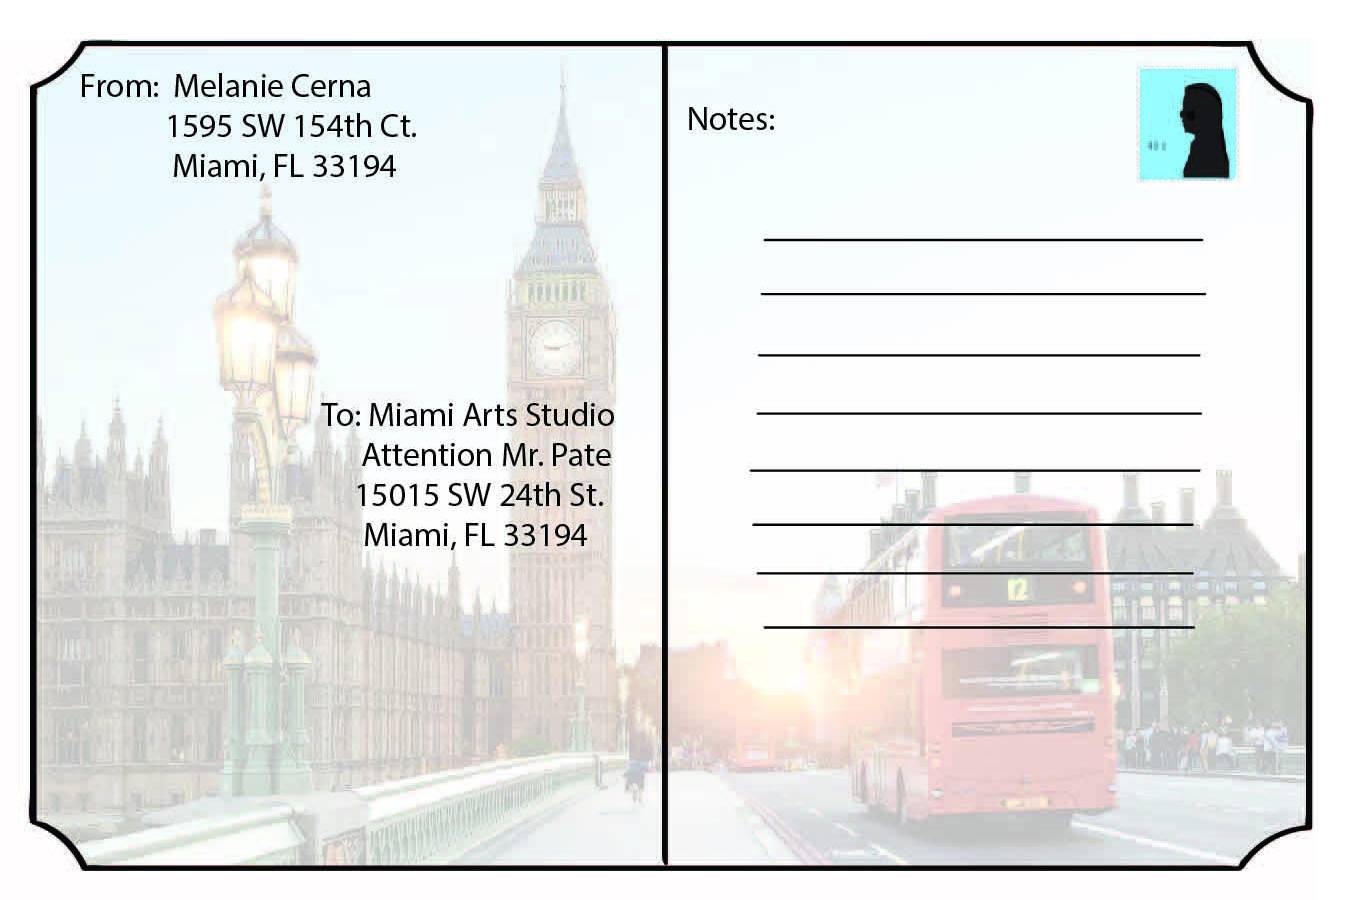 From: Melanie Cerna
1595 SW 154th Ct.
Miami, FL 33194
To: Miami Arts Studio
Attention Mr. Pate
15015 SW 24th St.
Miami, FL 33194
Notes:
12